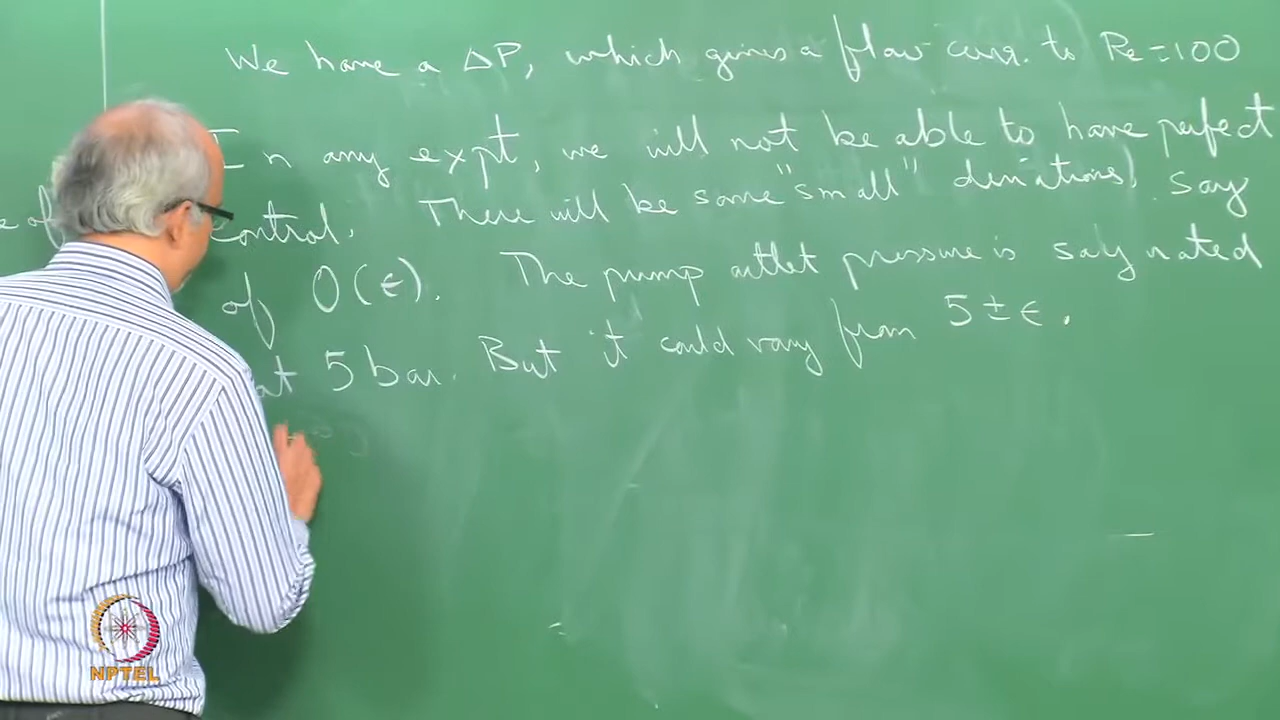 We have a ΔP, which gives a flow corr. to Re=100
In any expt, we will not be able to have perfect
control. There will be some "small" deviations, say
of O(ϵ). The pump outlet pressure is say rated
at 5 bar. But it could vary from 5±ϵ.
NPTEL